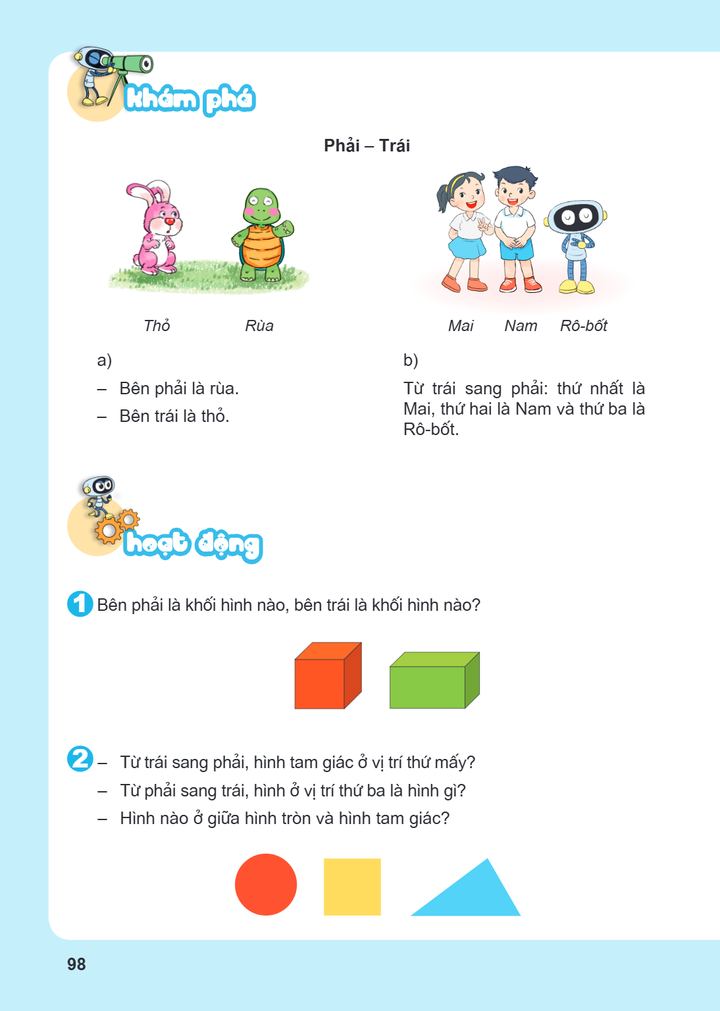 khám phá
Phải – Trái
Thỏ Rùa
Mai Nam Rô-bốt
a)
– Bên phải là rùa.
– Bên trái là thỏ.
b)
Từ trái sang phải: thứ nhất là
Mai, thứ hai là Nam và thứ ba là
Rô-bốt.
hoạt động
1 Bên phải là khối hình nào, bên trái là khối hình nào?
2 – Từ trái sang phải, hình tam giác ở vị trí thứ mấy?
– Từ phải sang trái, hình ở vị trí thứ ba là hình gì?
– Hình nào ở giữa hình tròn và hình tam giác?
98